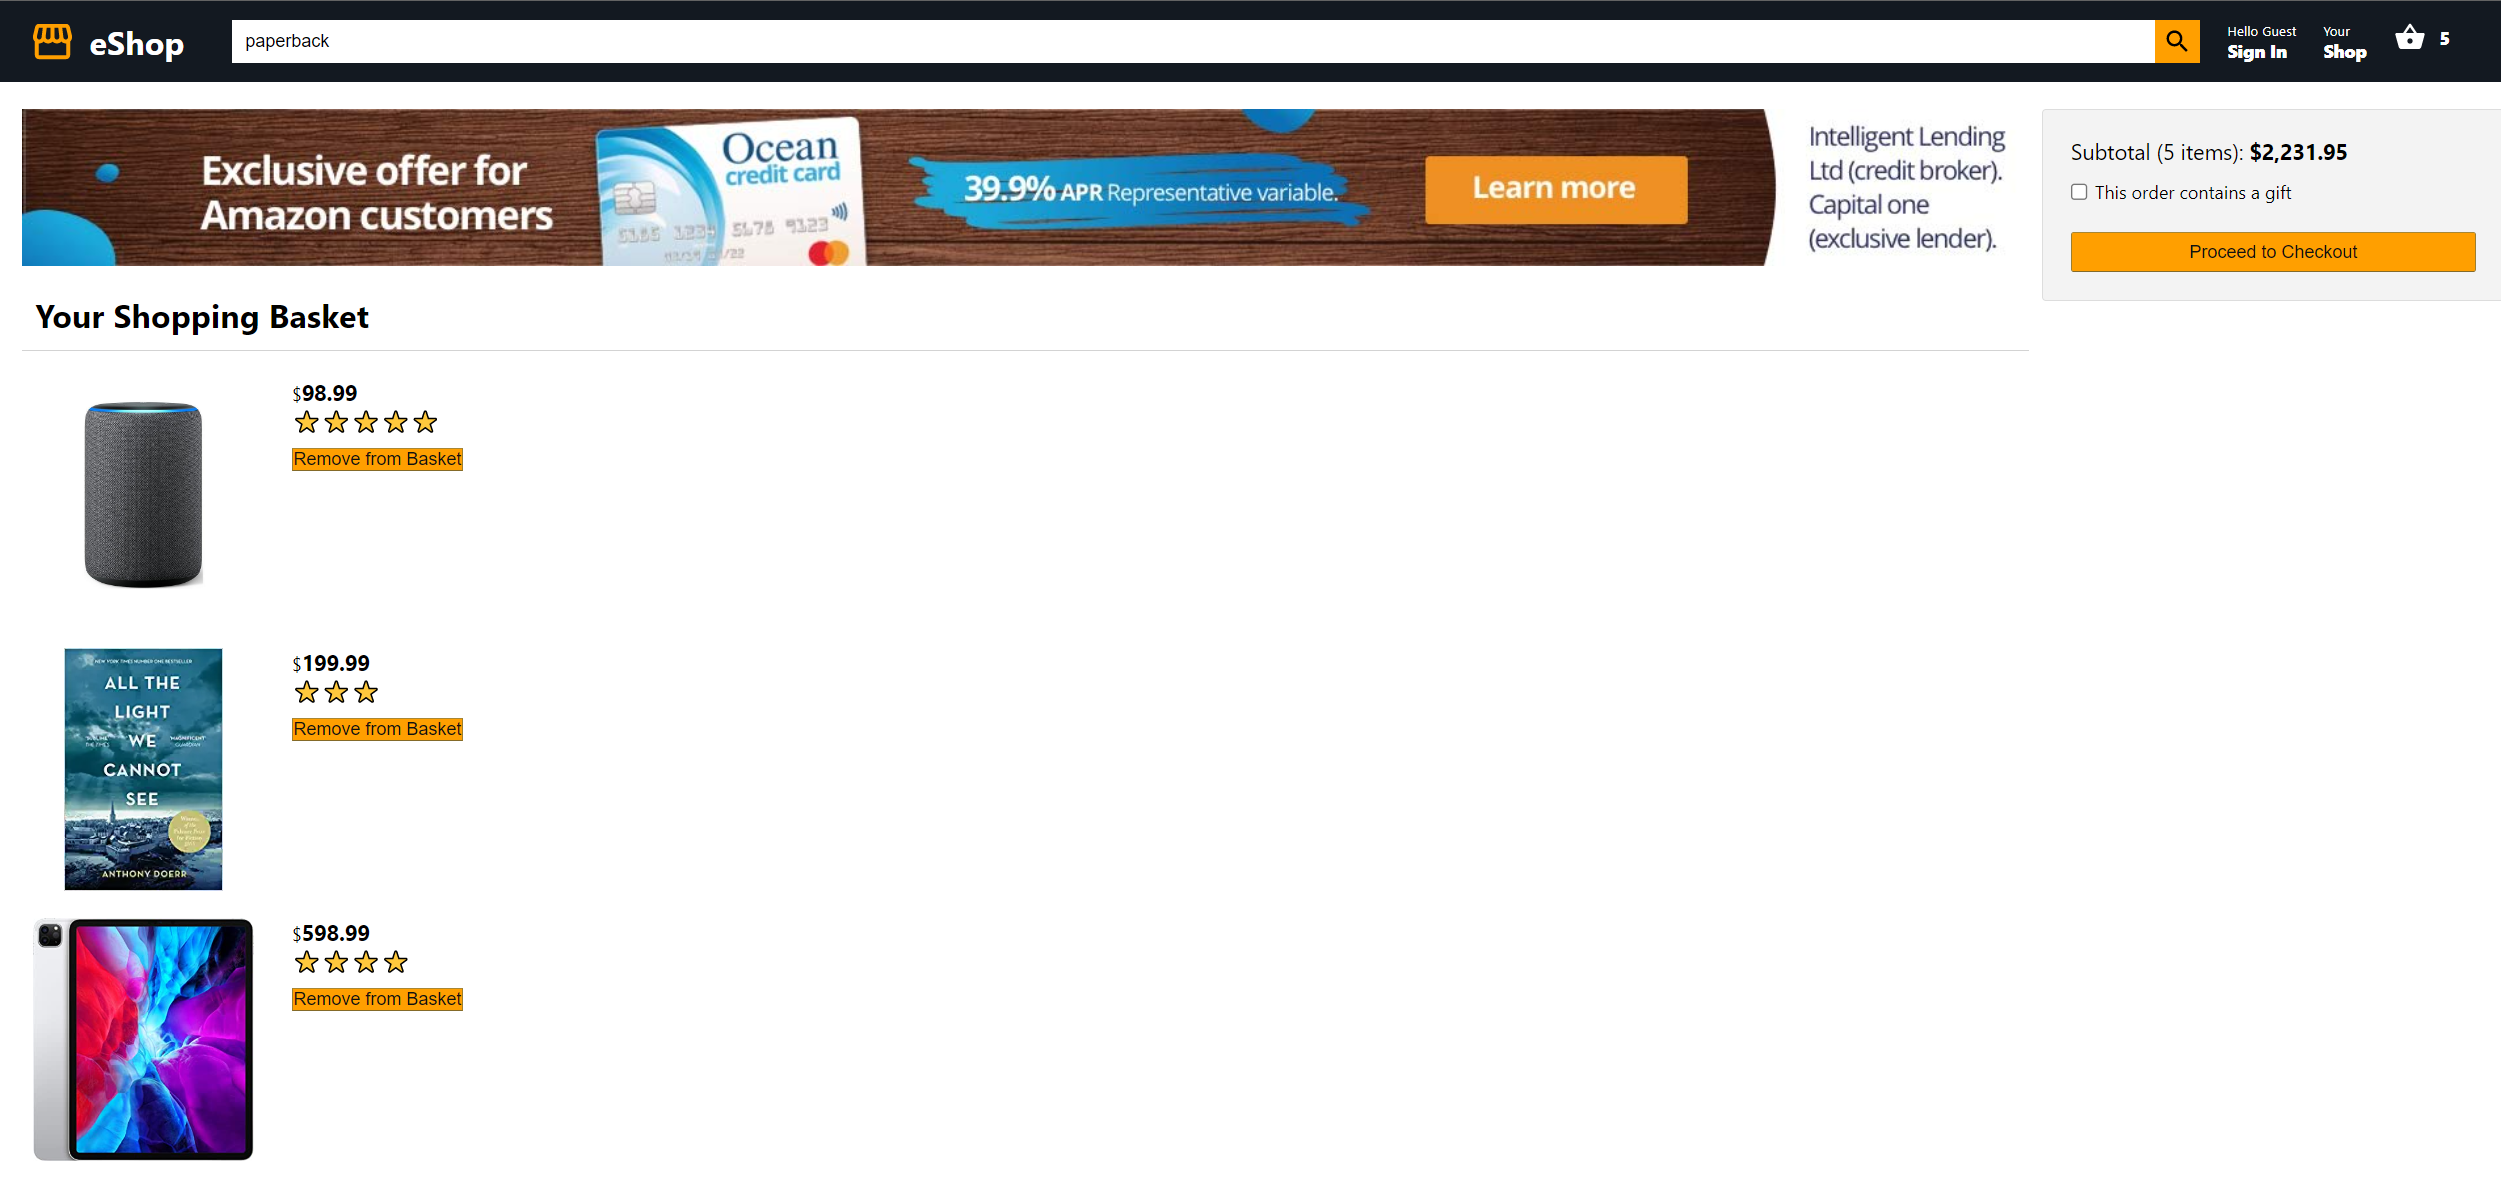 eShop
paperback
Hello Guest
Sign In
Your
Shop
5
Exclusive offer for
Amazon customers
Ocean
credit card
5678 9123
39.9% APR Representative variable.
Learn more
Intelligent Lending
Ltd (credit broker).
Capital one
(exclusive lender).
Subtotal (5 items): $2,231.95
This order contains a gift
Proceed to Checkout
Your Shopping Basket
$98.99
Remove from Basket
$199.99
Remove from Basket
NEW YORK TIMES NUMBER ONE BESTSELLER
ALL THE
LIGHT
WE
CANNOT
SEE
ANTHONY DOERR
$598.99
Remove from Basket